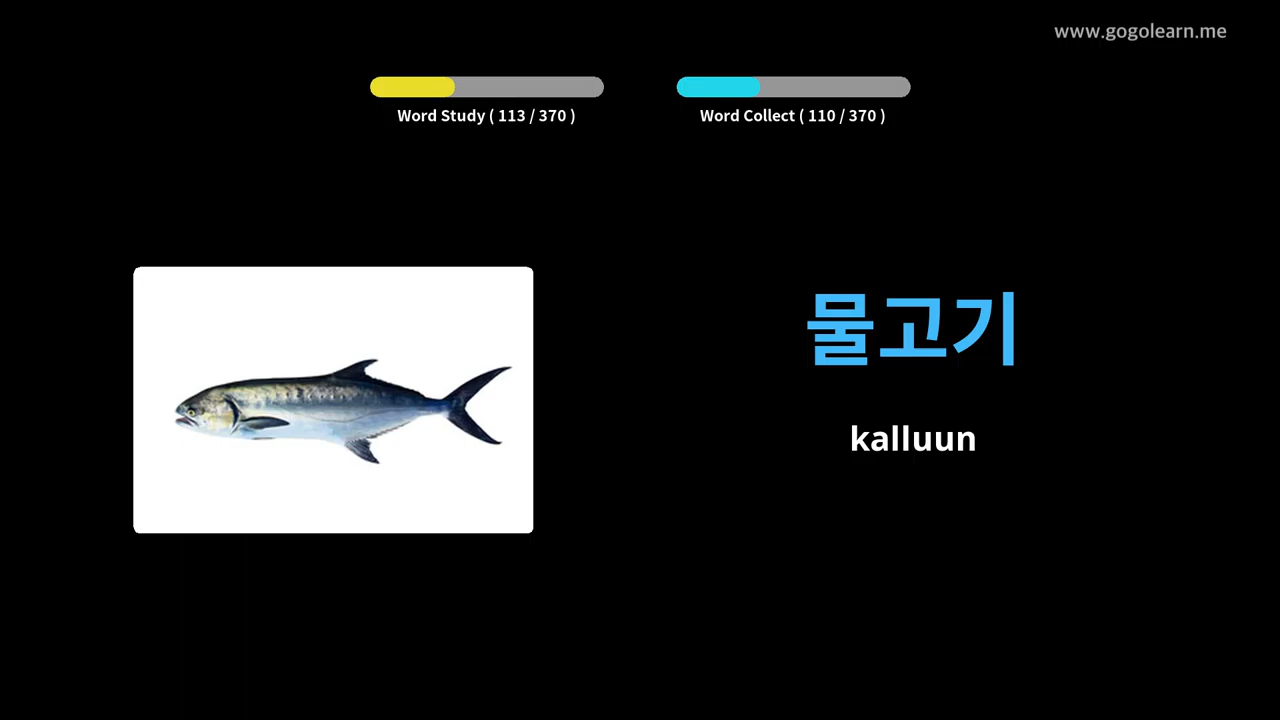 www.gogolearn.me
Word Study ( 113 / 370 )
Word Collect ( 110 / 370 )
물고기
kalluun